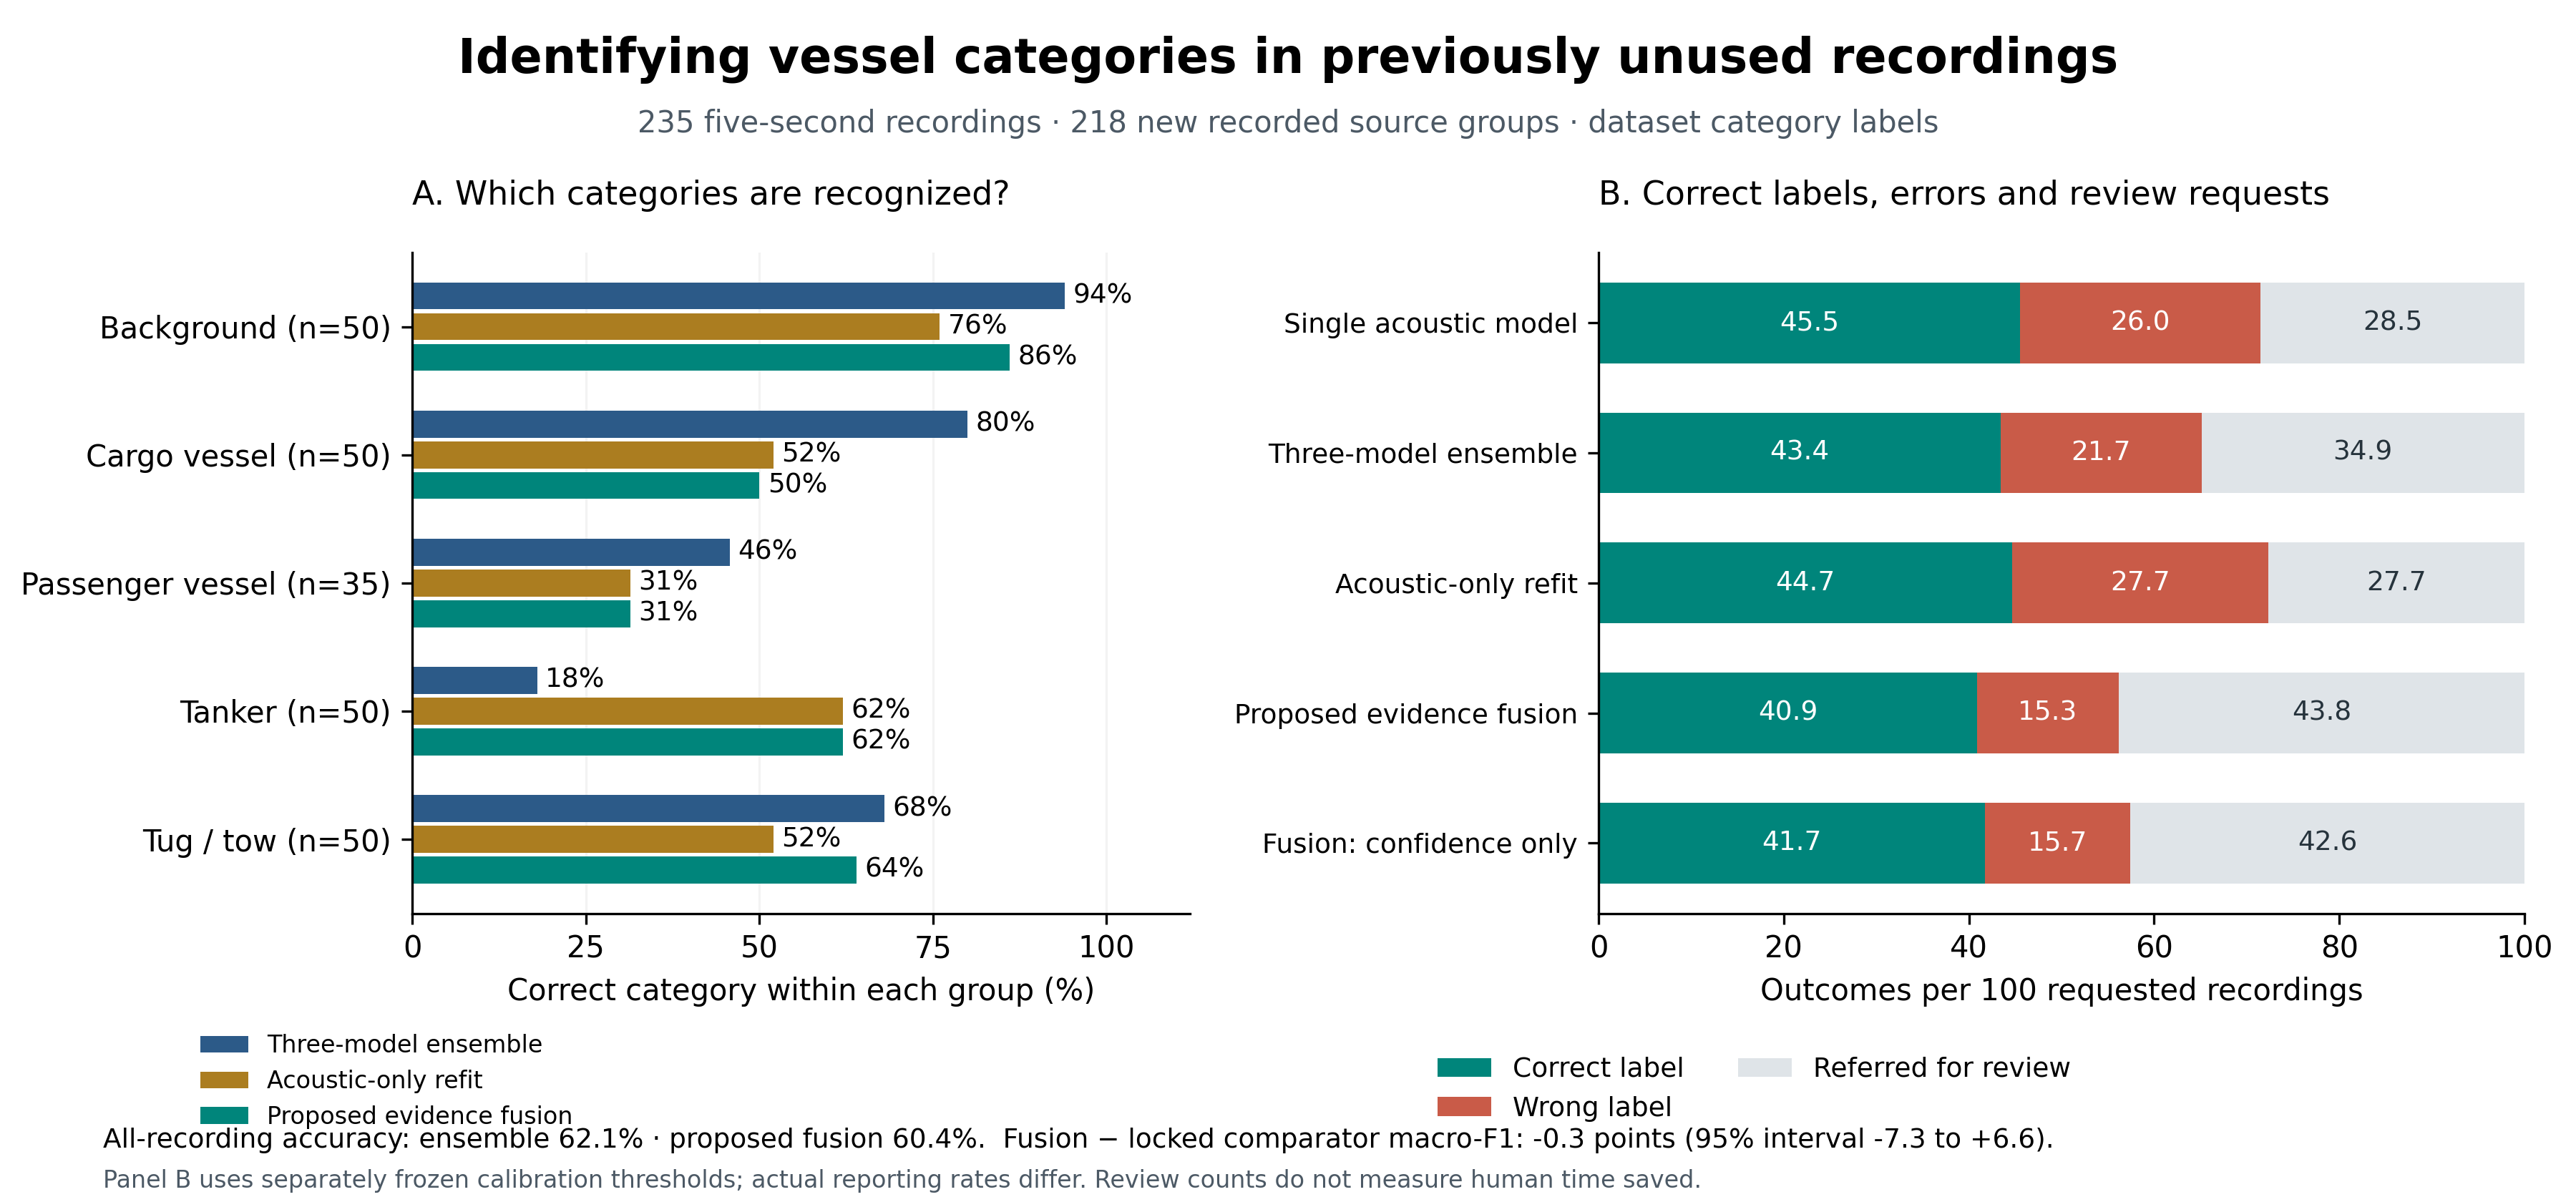 Identifying vessel categories in previously unused recordings
235 five-second recordings · 218 new recorded source groups · dataset category labels
A. Which categories are recognized?
Background (n=50)
94%
76%
86%
Cargo vessel (n=50)
80%
52%
50%
Passenger vessel (n=35)
46%
31%
31%
Tanker (n=50)
18%
62%
62%
Tug / tow (n=50)
68%
52%
64%
0 25 50 75 100
Correct category within each group (%)
Three-model ensemble
Acoustic-only refit
Proposed evidence fusion
B. Correct labels, errors and review requests
Single acoustic model 45.5 26.0 28.5
Three-model ensemble 43.4 21.7 34.9
Acoustic-only refit 44.7 27.7 27.7
Proposed evidence fusion 40.9 15.3 43.8
Fusion: confidence only 41.7 15.7 42.6
0 20 40 60 80 100
Outcomes per 100 requested recordings
Correct label Referred for review
Wrong label
All-recording accuracy: ensemble 62.1% · proposed fusion 60.4%. Fusion − locked comparator macro-F1: -0.3 points (95% interval -7.3 to +6.6).
Panel B uses separately frozen calibration thresholds; actual reporting rates differ. Review counts do not measure human time saved.